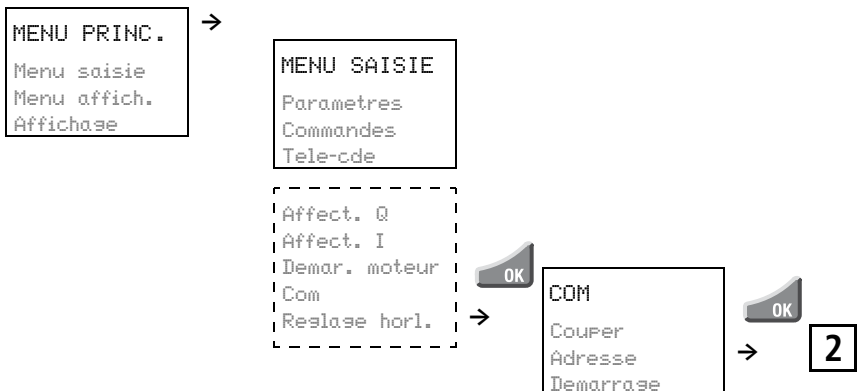 MENU PRINC.
Menu saisie
Menu affich.
Affichage
→
MENU SAISIE
Parametres
Commandes
Tele-cde
Affect. Q
Affect. I
Demar. moteur
Com
Reglage horl.
OK
→
COM
Couper
Adresse
Demarrage
OK
→
2